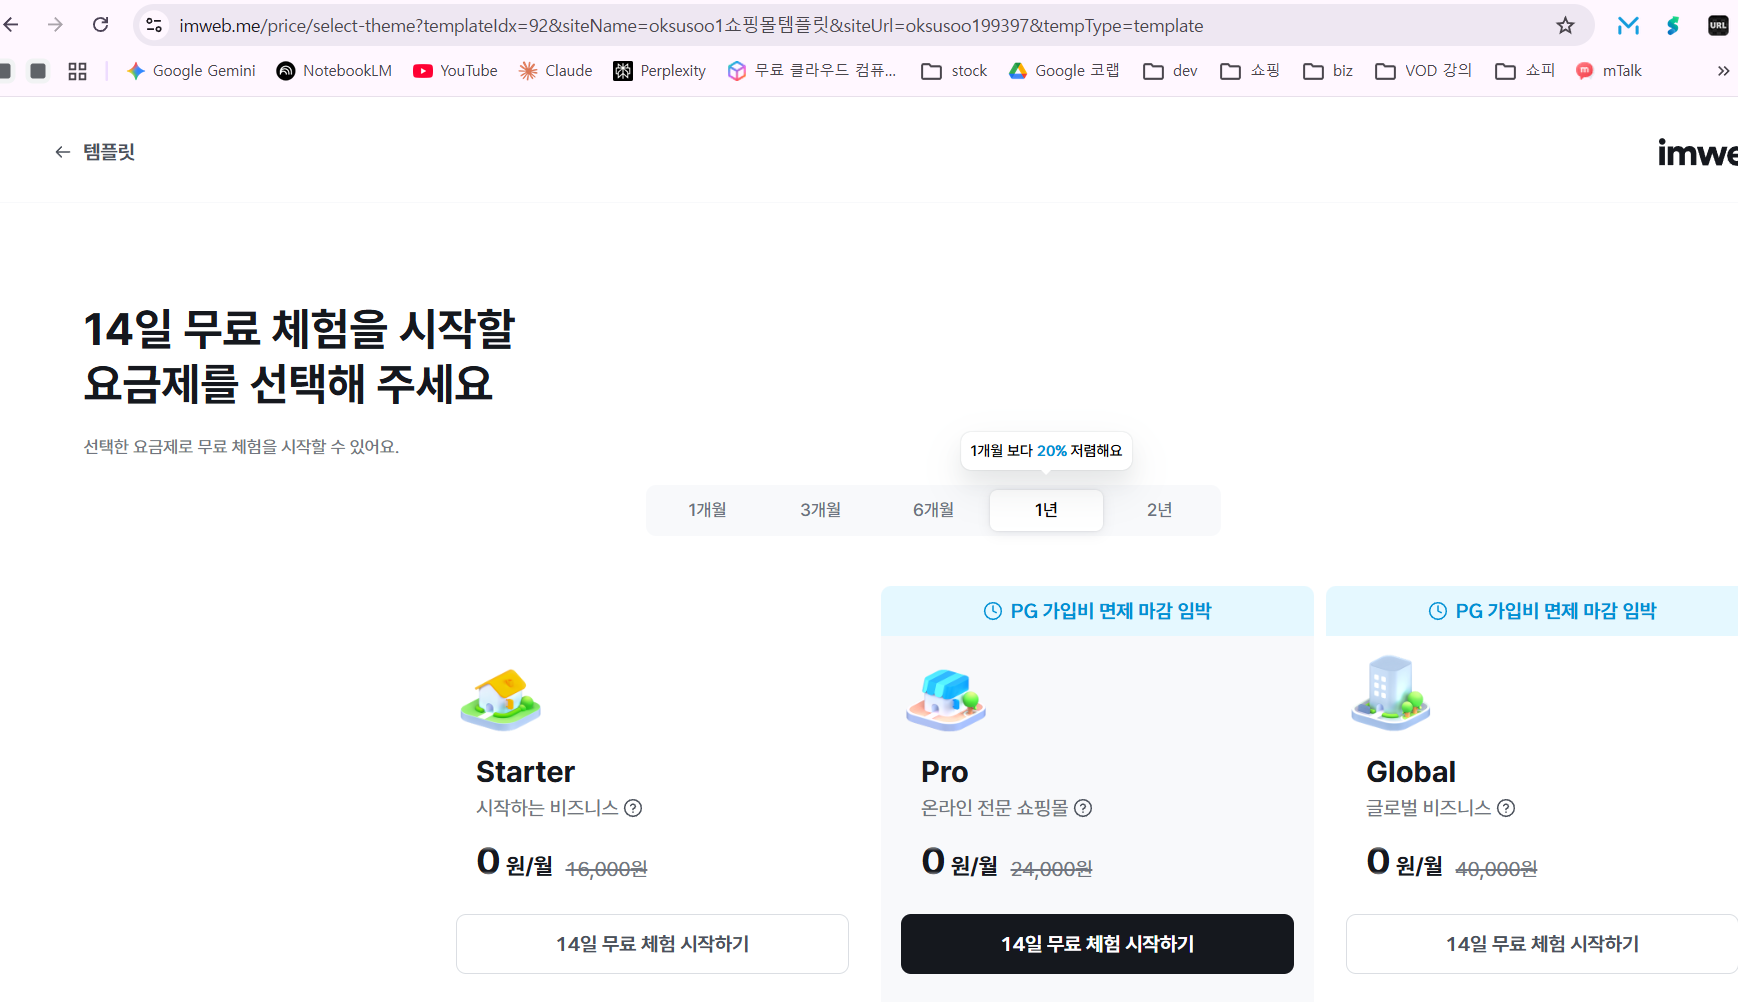 imweb.me/price/select-theme?templateIdx=92&siteName=oksusoo1쇼핑몰템플릿&siteUrl=oksusoo199397&tempType=template
URL
Google Gemini
NotebookLM
YouTube
Claude
Perplexity
무료 클라우드 컴퓨...
stock
Google 코랩
dev
쇼핑
biz
VOD 강의
쇼피
m
mTalk
템플릿
imwe
14일 무료 체험을 시작할
요금제를 선택해 주세요
선택한 요금제로 무료 체험을 시작할 수 있어요.
1개월 보다 20% 저렴해요
1개월
3개월
6개월
1년
2년
PG 가입비 면제 마감 임박
PG 가입비 면제 마감 임박
Starter
시작하는 비즈니스
0 원/월 16,000원
14일 무료 체험 시작하기
Pro
온라인 전문 쇼핑몰
0 원/월 24,000원
14일 무료 체험 시작하기
Global
글로벌 비즈니스
0 원/월 40,000원
14일 무료 체험 시작하기